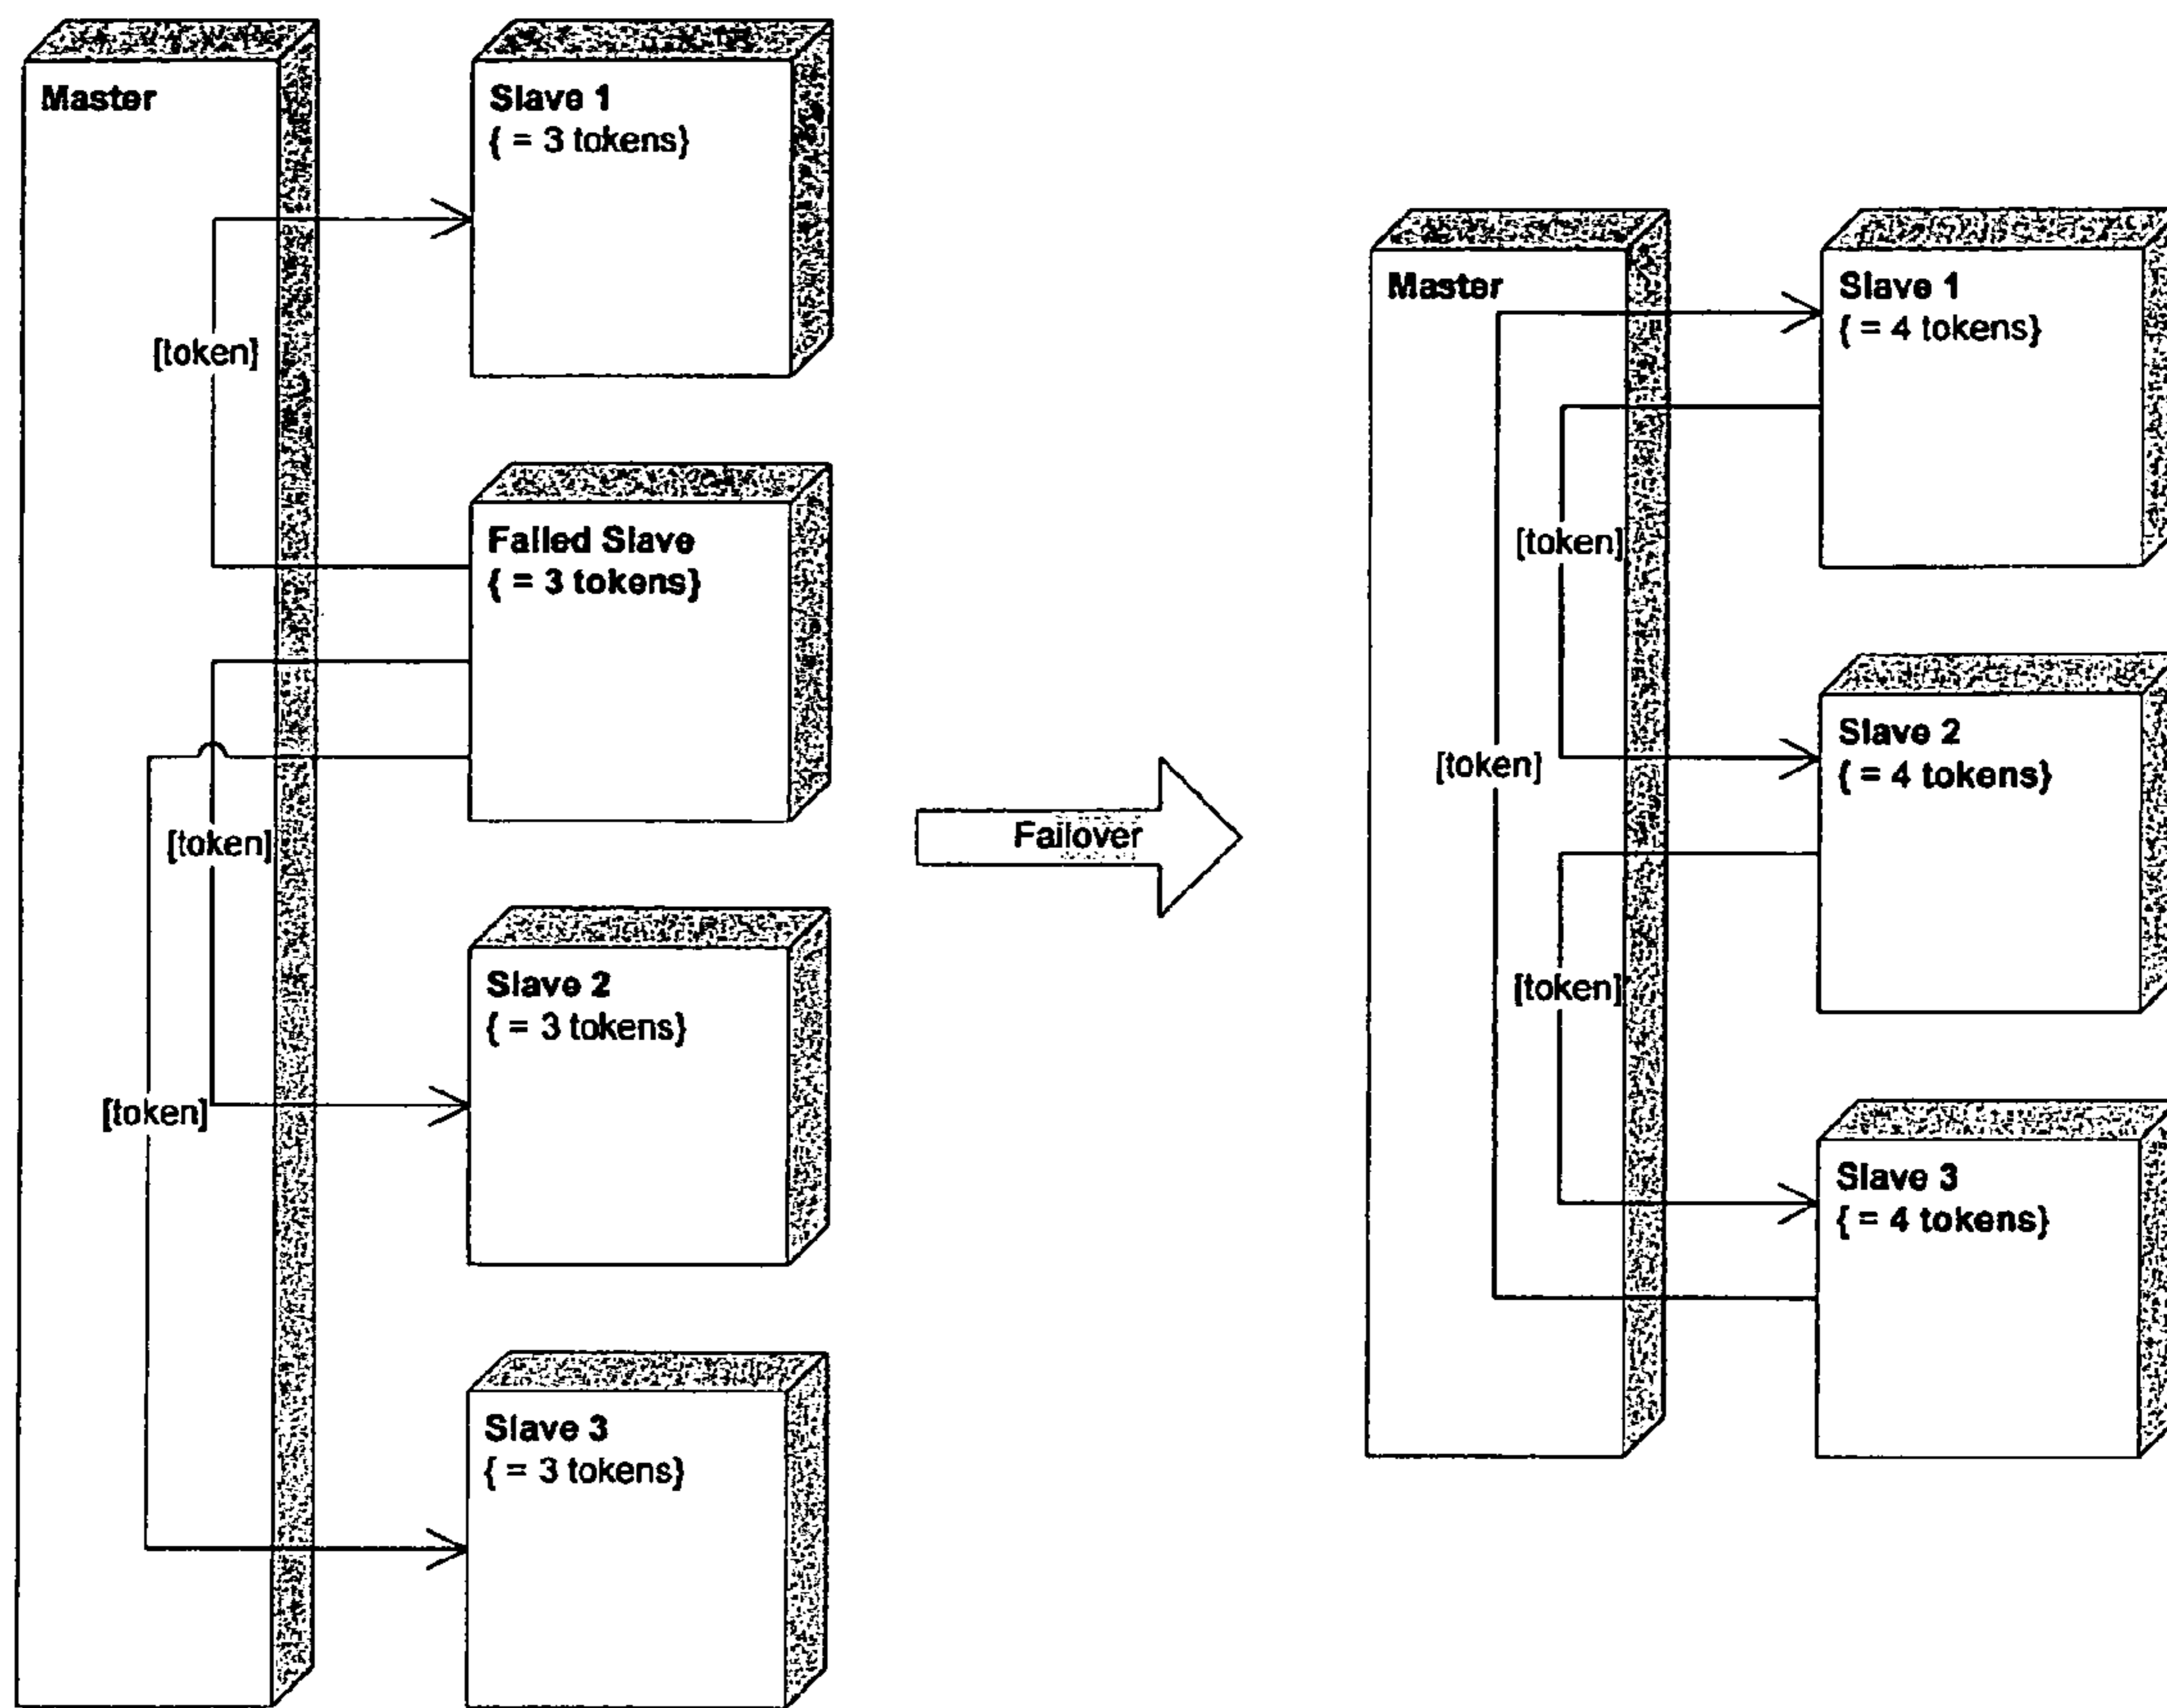 Master
Slave 1
{ = 3 tokens}
[token]
Failed Slave
{ = 3 tokens}
[token]
Slave 2
{ = 3 tokens}
[token]
Slave 3
{ = 3 tokens}
Failover
Master
Slave 1
{ = 4 tokens}
[token]
Slave 2
{ = 4 tokens}
[token]
[token]
Slave 3
{ = 4 tokens}